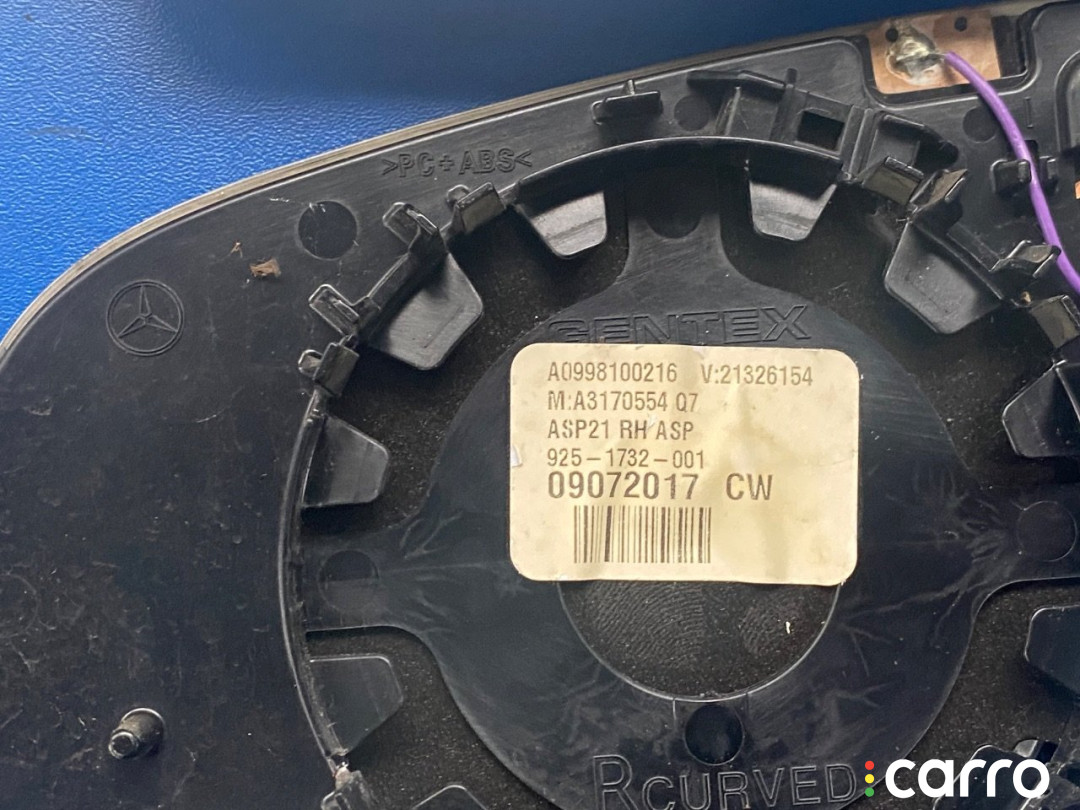 >PC+ABS<
GENTEX
A0998100216 V:21326154
M:A3170554 Q7
ASP21 RH ASP
925-1732-001
09072017 CW
RCURVED
carro